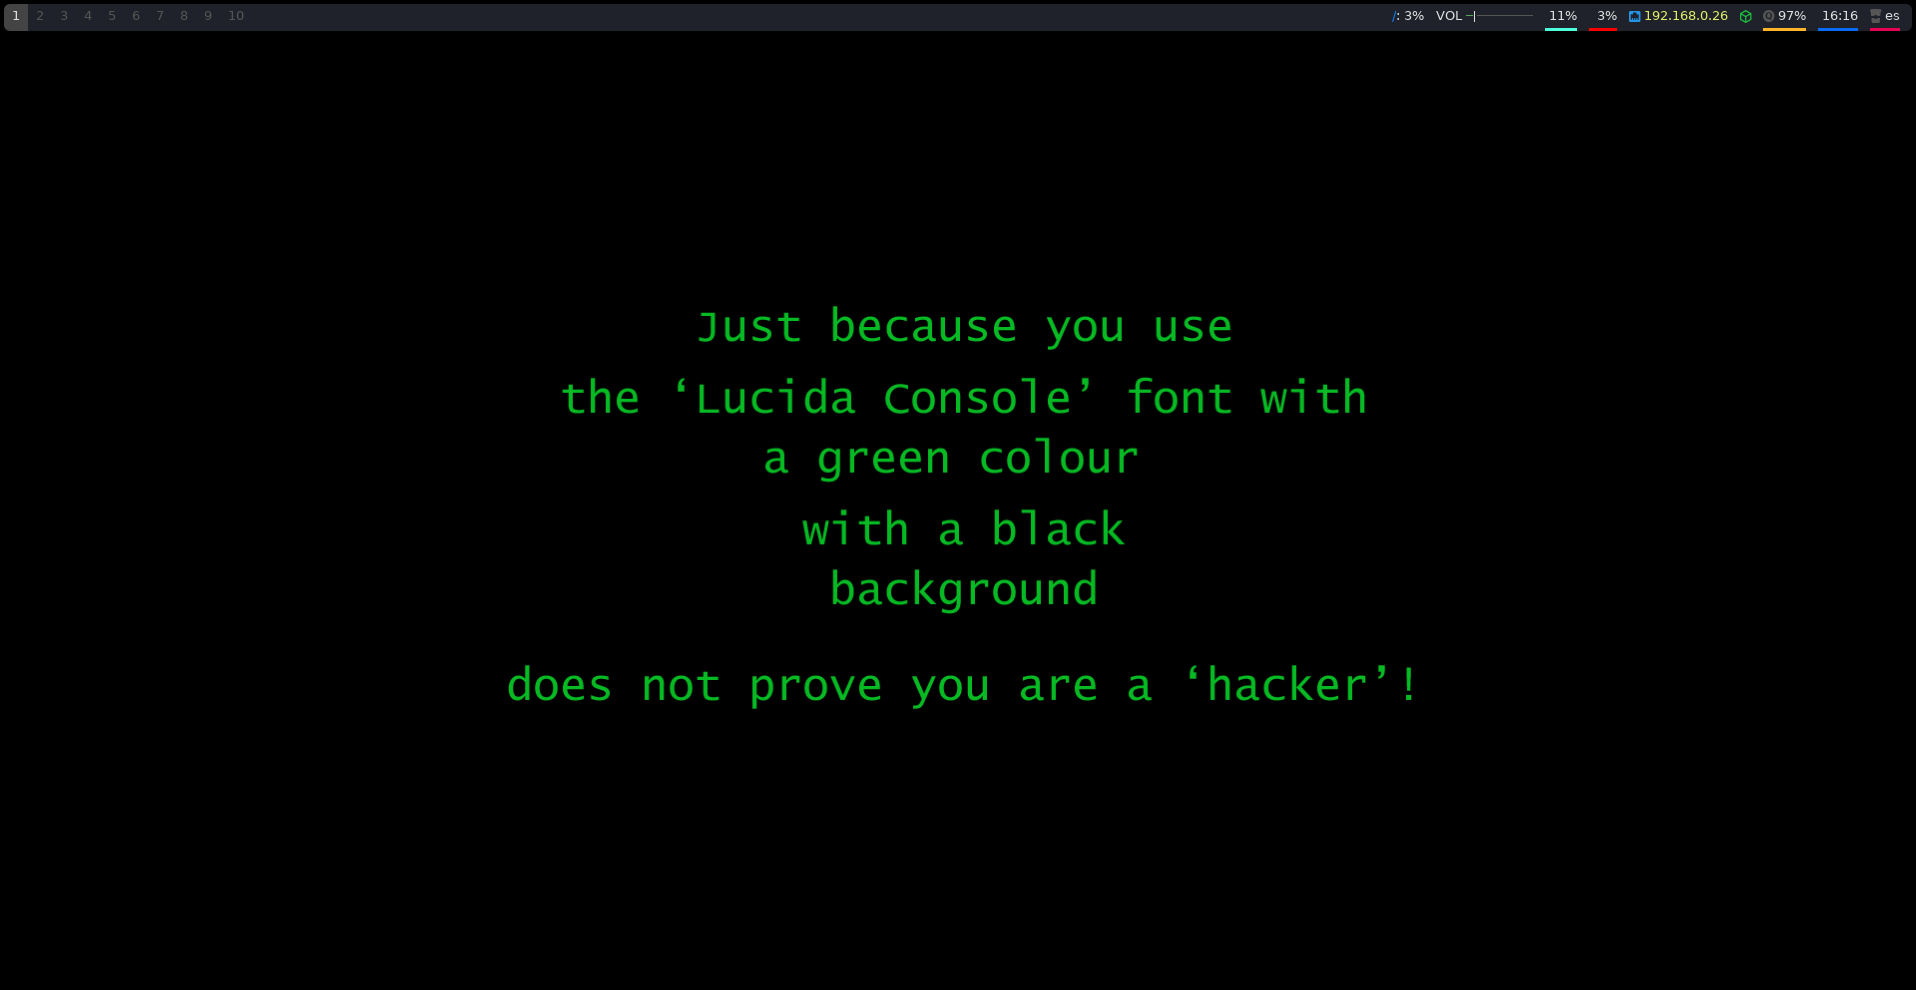 1 2 3 4 5 6 7 8 9 10 /: 3% VOL 11% 3% 192.168.0.26 97% 16:16 es
Just because you use
the ‘Lucida Console’ font with
a green colour
with a black
background
does not prove you are a ‘hacker’!